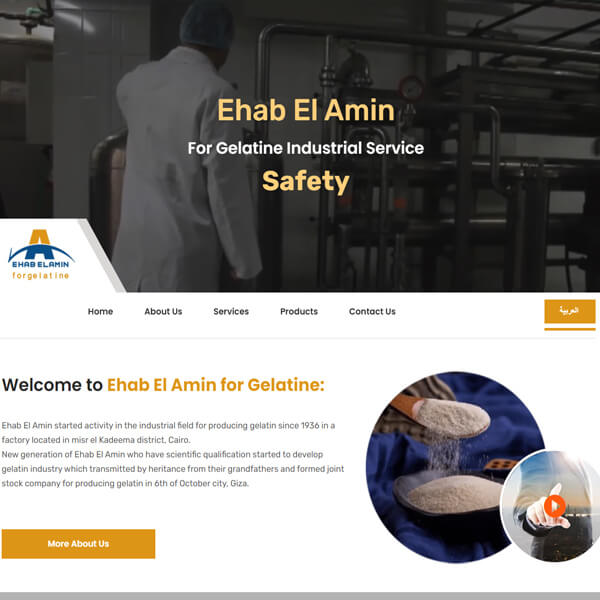 Ehab El Amin
For Gelatine Industrial Service
Safety
EHAB ELAMIN
forgelatine
Home About Us Services Products Contact Us العربية
Welcome to Ehab El Amin for Gelatine:
Ehab El Amin started activity in the industrial field for producing gelatin since 1936 in a
factory located in misr el Kadeema district, Cairo.
New generation of Ehab El Amin who have scientific qualification started to develop
gelatin industry which transmitted by heritance from their grandfathers and formed joint
stock company for producing gelatin in 6th of October city, Giza.
More About Us